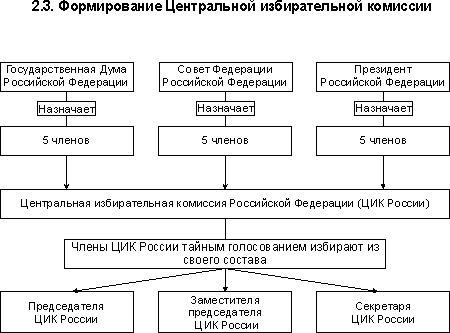 2.3. Формирование Центральной избирательной комиссии
Государственная Дума
Российской Федерации
Совет Федерации
Российской Федерации
Президент
Российской Федерации
Назначает
Назначает
Назначает
5 членов
5 членов
5 членов
Центральная избирательная комиссия Российской Федерации (ЦИК России)
Члены ЦИК России тайным голосованием избирают из
своего состава
Председателя
ЦИК России
Заместителя
председателя
ЦИК России
Секретаря
ЦИК России